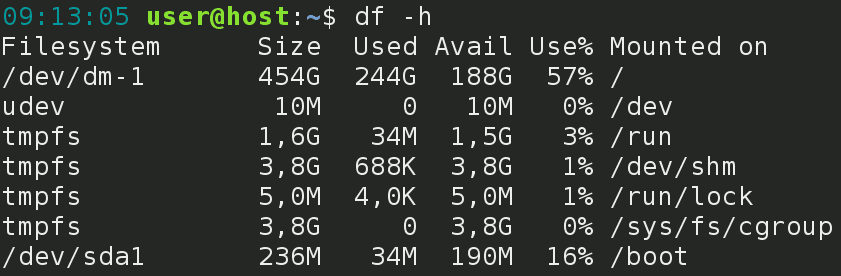 09:13:05 user@host:~$ df -h
Filesystem      Size  Used Avail Use% Mounted on
/dev/dm-1       454G  244G  188G  57% /
udev             10M     0   10M   0% /dev
tmpfs           1,6G   34M  1,5G   3% /run
tmpfs           3,8G  688K  3,8G   1% /dev/shm
tmpfs           5,0M  4,0K  5,0M   1% /run/lock
tmpfs           3,8G     0  3,8G   0% /sys/fs/cgroup
/dev/sda1       236M   34M  190M  16% /boot